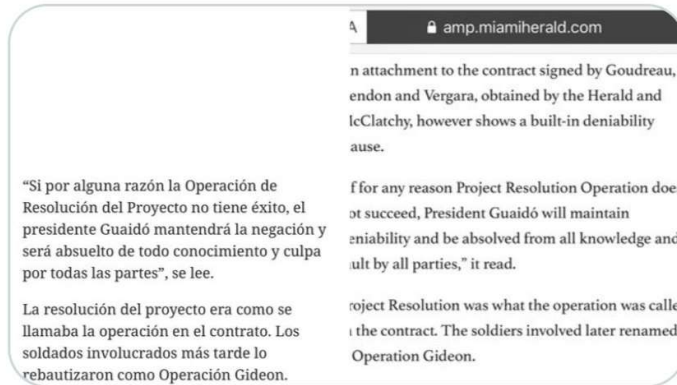 “Si por alguna razón la Operación de
Resolución del Proyecto no tiene éxito, el
presidente Guaidó mantendrá la negación y
será absuelto de todo conocimiento y culpa
por todas las partes”, se lee.
La resolución del proyecto era como se
llamaba la operación en el contrato. Los
soldados involucrados más tarde lo
rebautizaron como Operación Gideon.
A
amp.miamiherald.com
n attachment to the contract signed by Goudreau,
endon and Vergara, obtained by the Herald and
cClatchy, however shows a built-in deniability
ause.
f for any reason Project Resolution Operation doe
ot succeed, President Guaidó will maintain
eniability and be absolved from all knowledge and
ult by all parties,” it read.
roject Resolution was what the operation was calle
the contract. The soldiers involved later renamed
Operation Gideon.